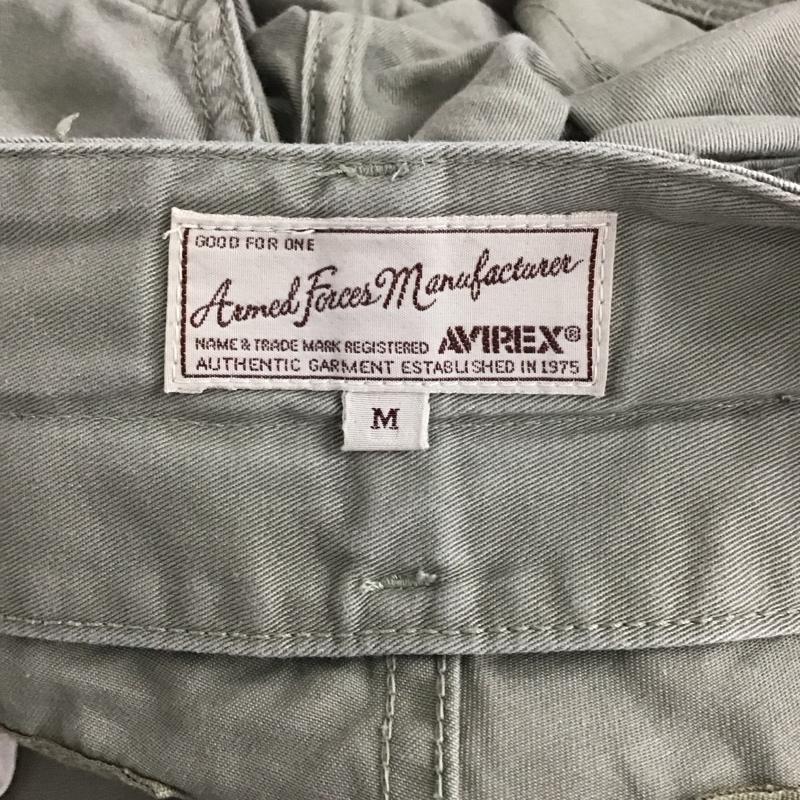 GOOD FOR ONE
Armed Forces Manufacturer
NAME & TRADE MARK REGISTERED AVIREX®
AUTHENTIC GARMENT ESTABLISHED IN 1975
M